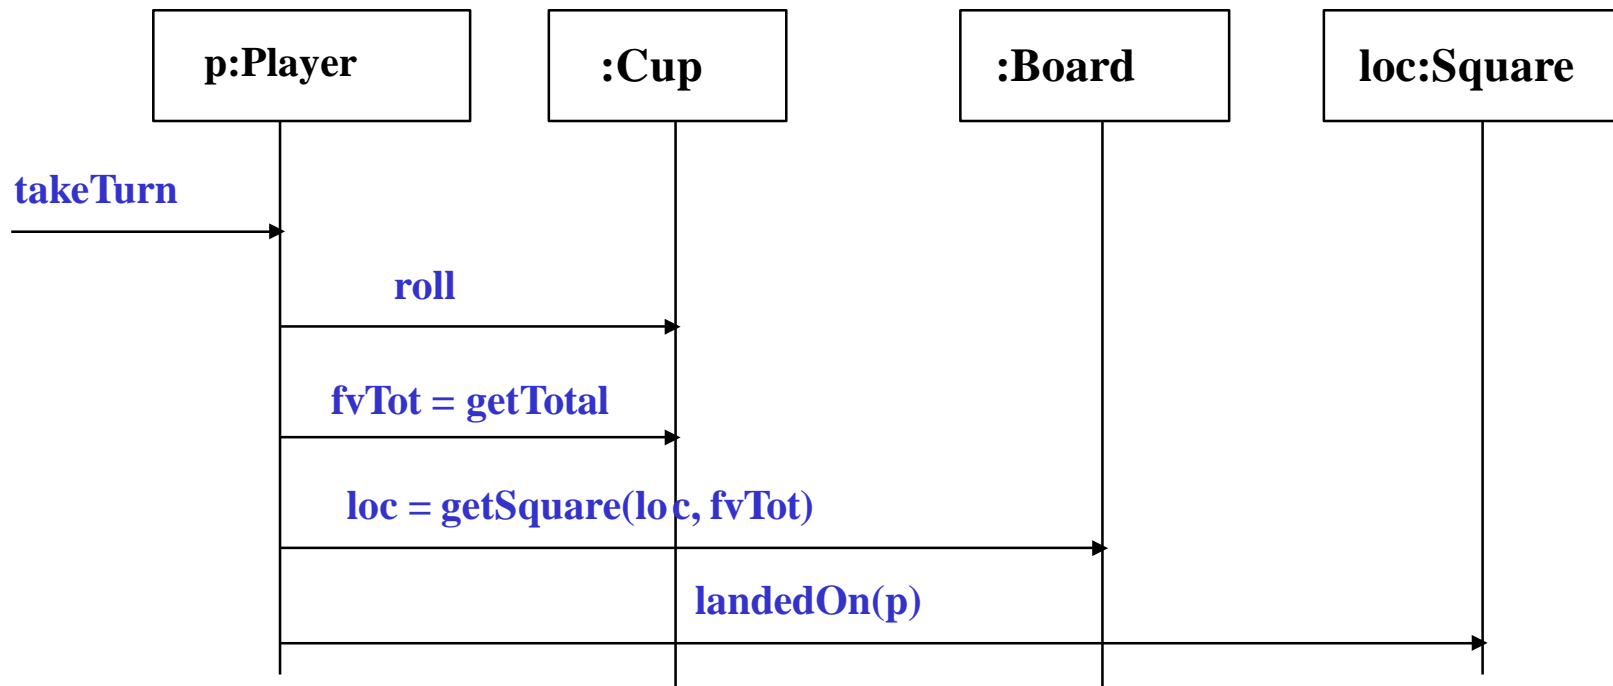 p:Player
:Cup
:Board
loc:Square
takeTurn
roll
fvTot = getTotal
loc = getSquare(loc, fvTot)
landedOn(p)